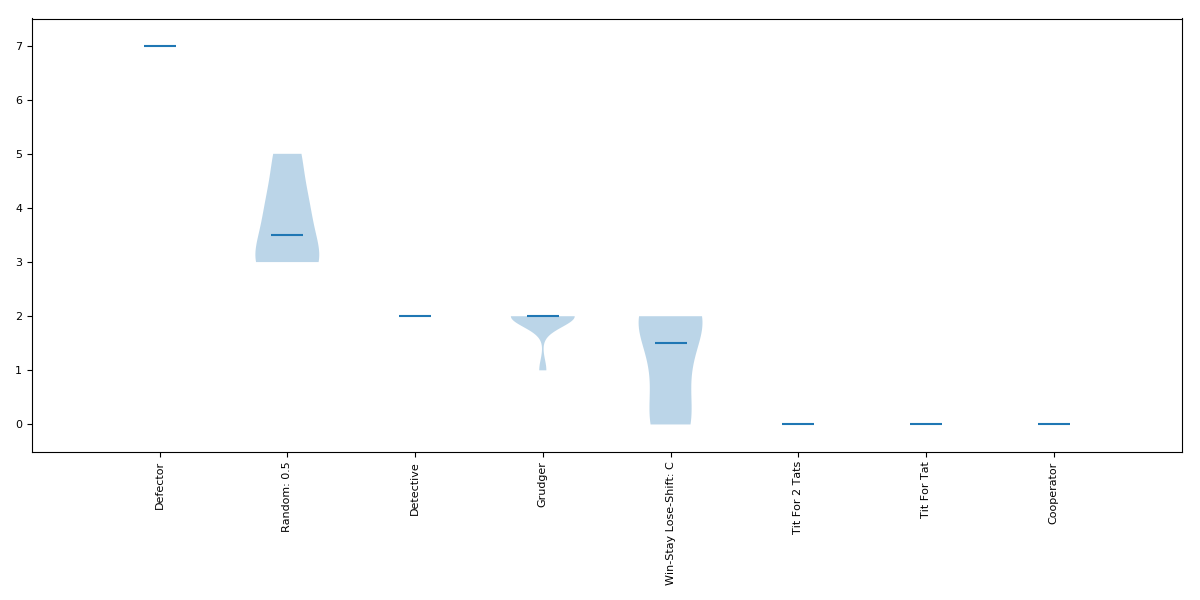 7
6
5
4
3
2
1
0
Defector
Random: 0.5
Detective
Grudger
Win-Stay Lose-Shift: C
Tit For 2 Tats
Tit For Tat
Cooperator